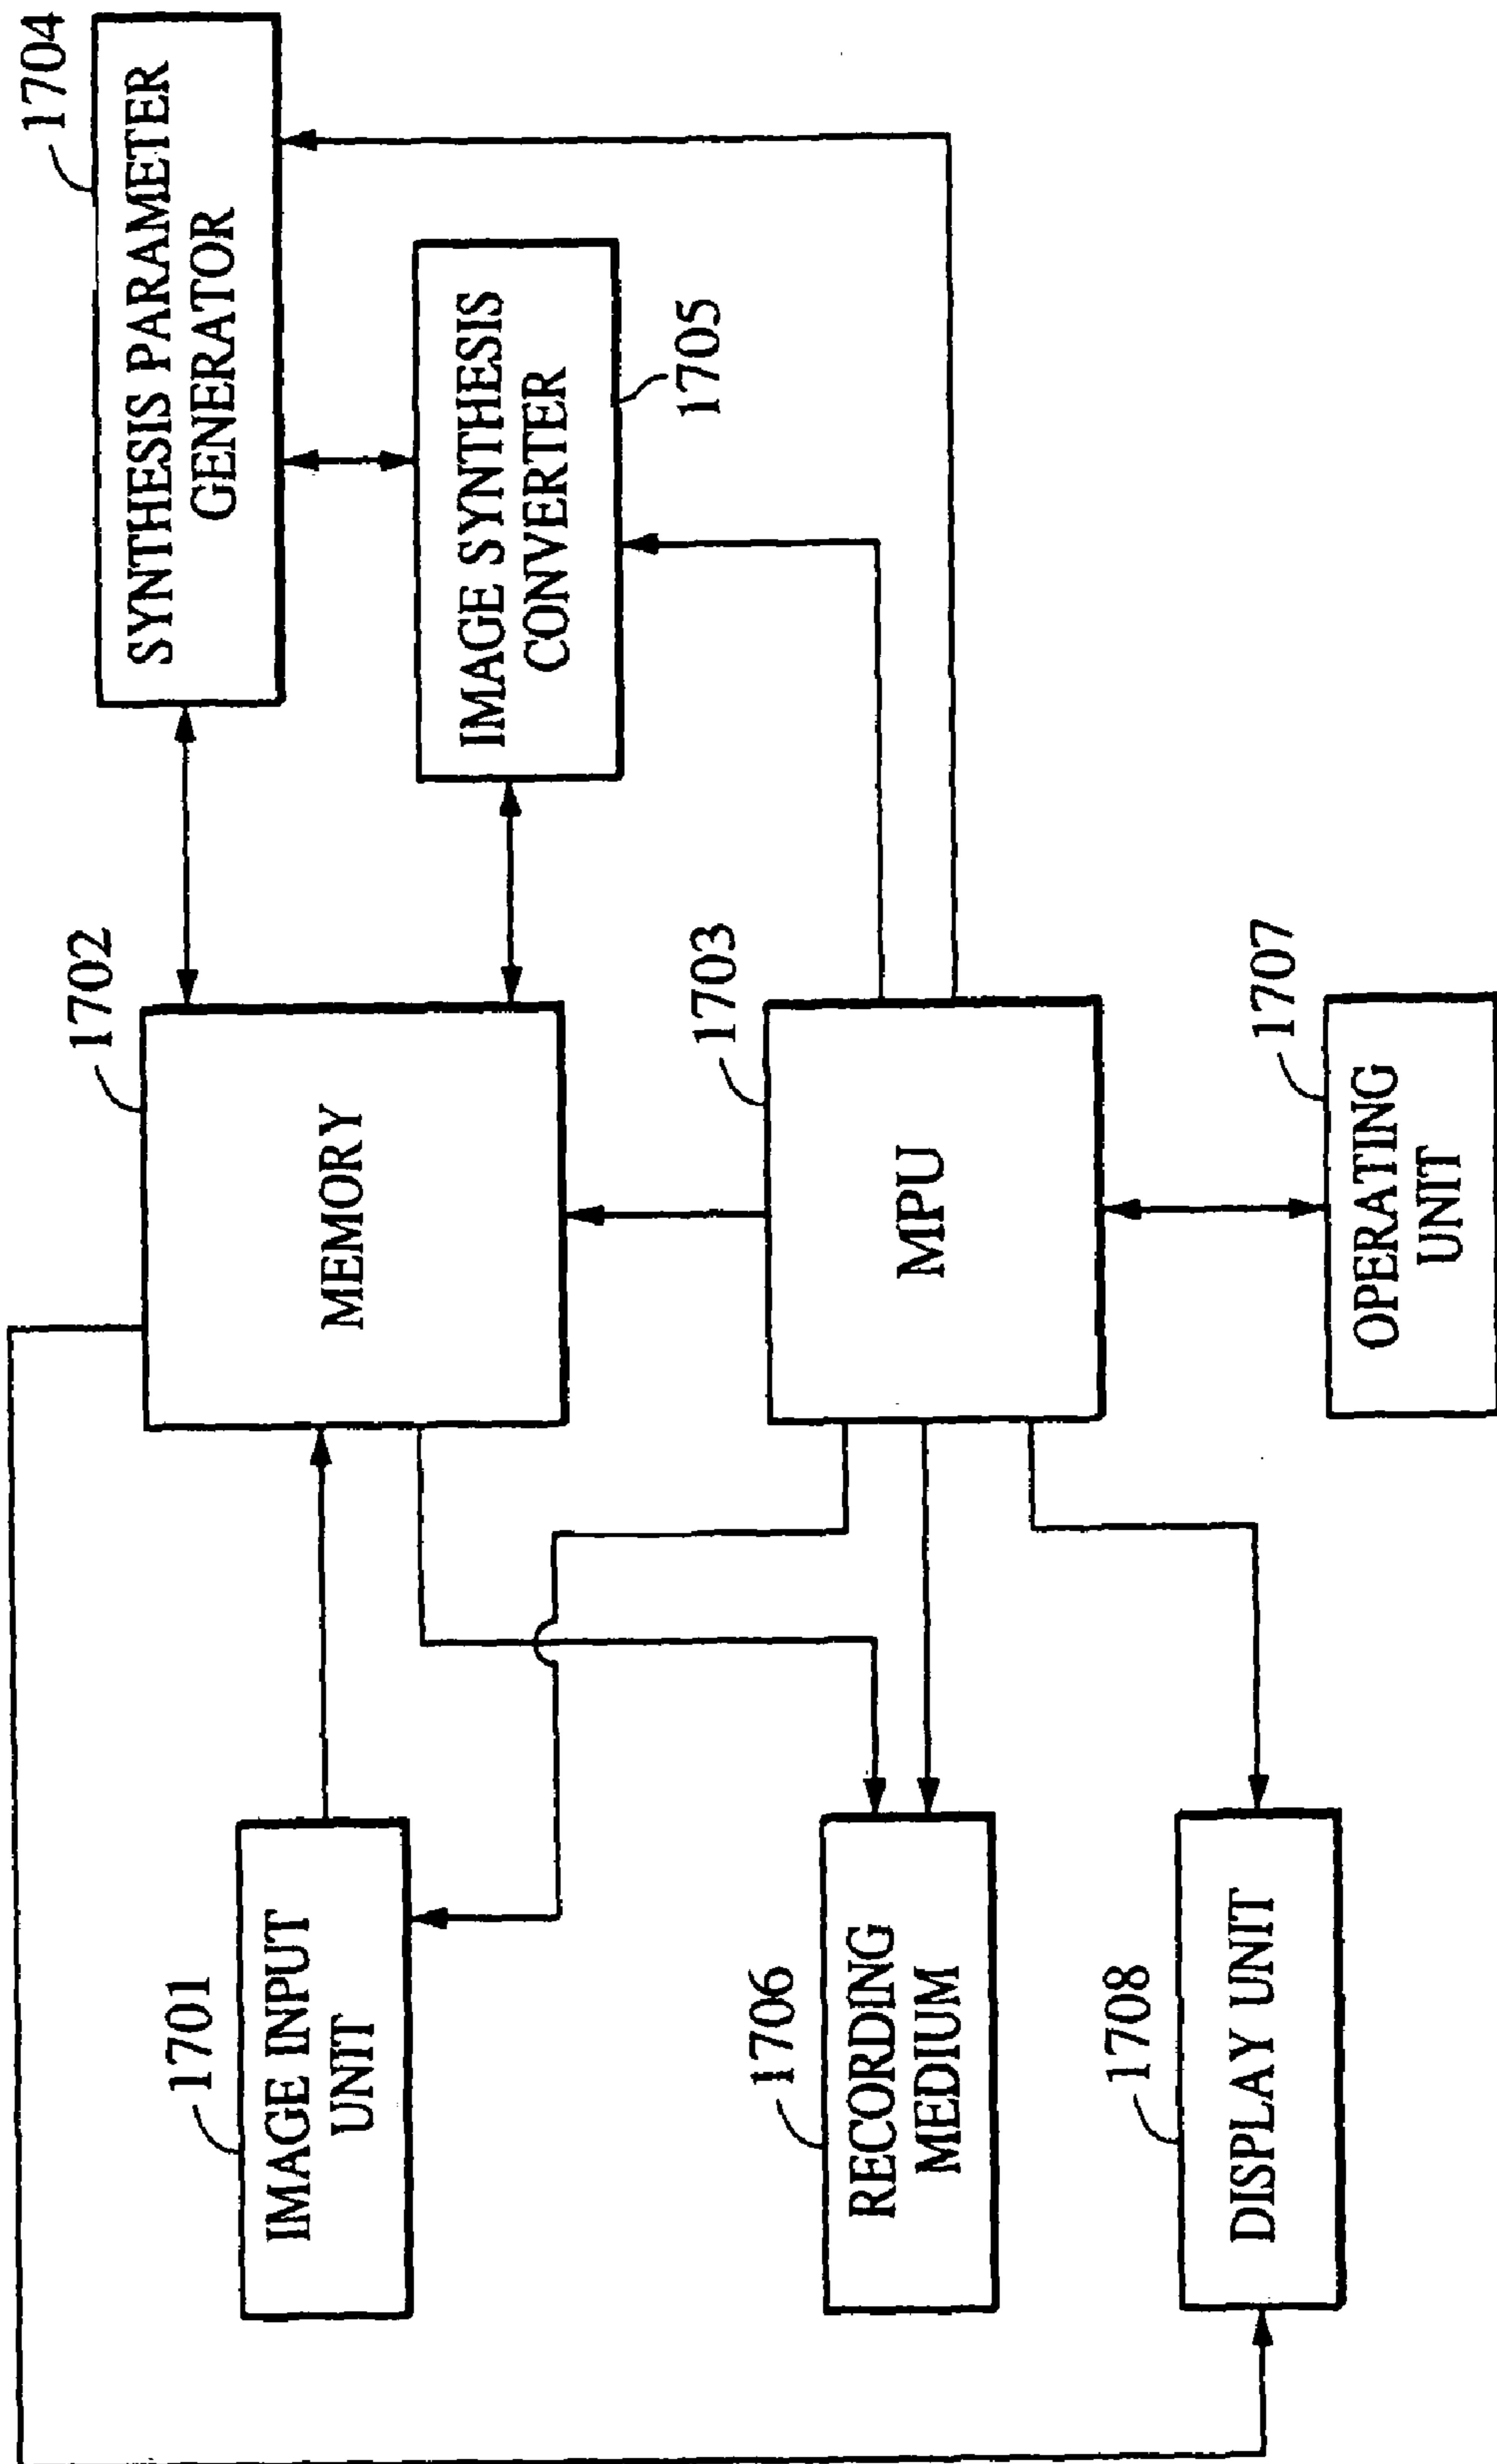 1701
IMAGE INPUT
UNIT
1702
MEMORY
1704
SYNTHESIS PARAMETER
GENERATOR
IMAGE SYNTHESIS
CONVERTER
1705
1706
RECORDING
MEDIUM
1703
MPU
1708
DISPLAY UNIT
1707
OPERATING
UNIT